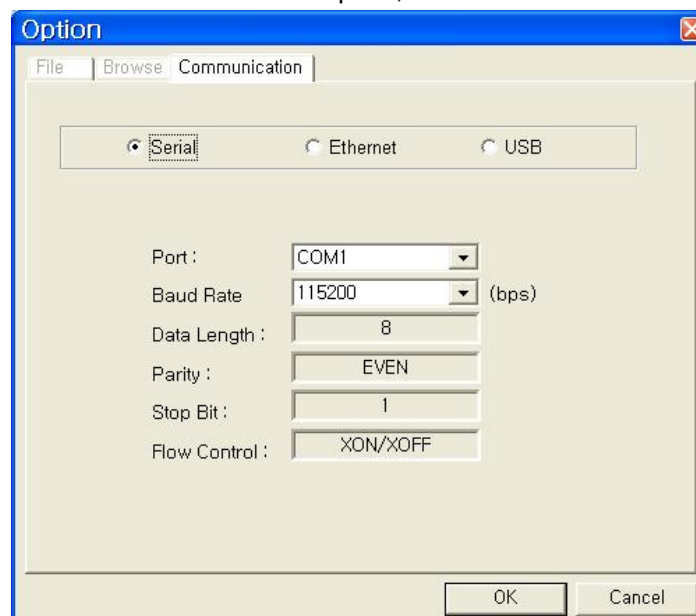 Option
File Browse Communication
Serial Ethernet USB
Port : COM1
Baud Rate 115200 (bps)
Data Length : 8
Parity : EVEN
Stop Bit : 1
Flow Control : XON/XOFF
OK Cancel